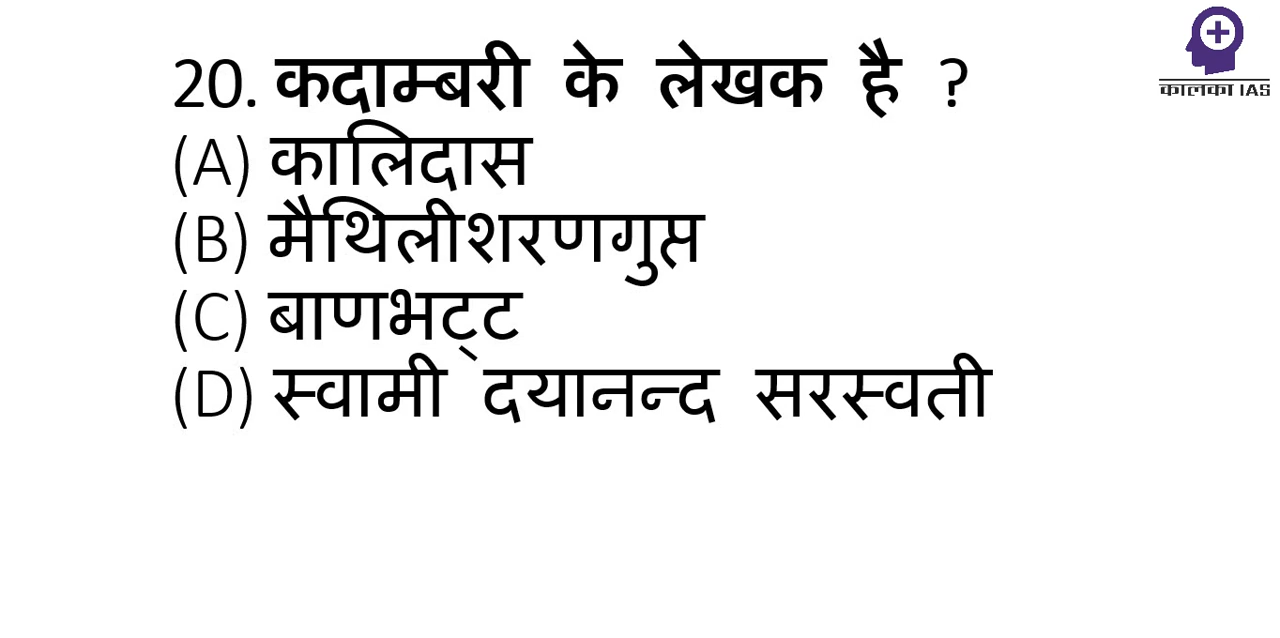 कालका IAS
20. कदाम्बरी के लेखक है ?
(A) कालिदास
(B) मैथिलीशरणगुप्त
(C) बाणभट्‌ट
(D) स्वामी दयानन्द सरस्वती